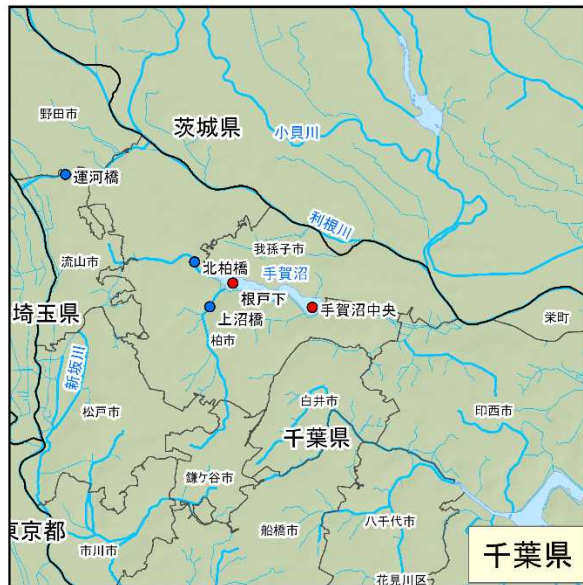 野田市
茨城県
小貝川
運河橋
利根川
我孫子市
流山市
北柏橋
手賀沼
根戸下
手賀沼中央
埼玉県
上沼橋
栄町
柏市
新坂川
白井市
松戸市
印西市
千葉県
鎌ケ谷市
東京都
船橋市
八千代市
市川市
花見川区
千葉県